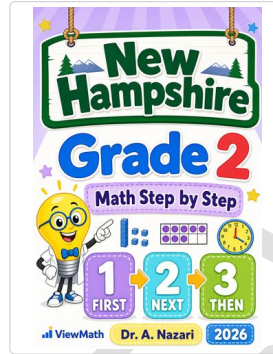 New
Hampshire
Grade 2
Math Step by Step
1 2 3
FIRST NEXT THEN
ViewMath Dr. A. Nazari 2026